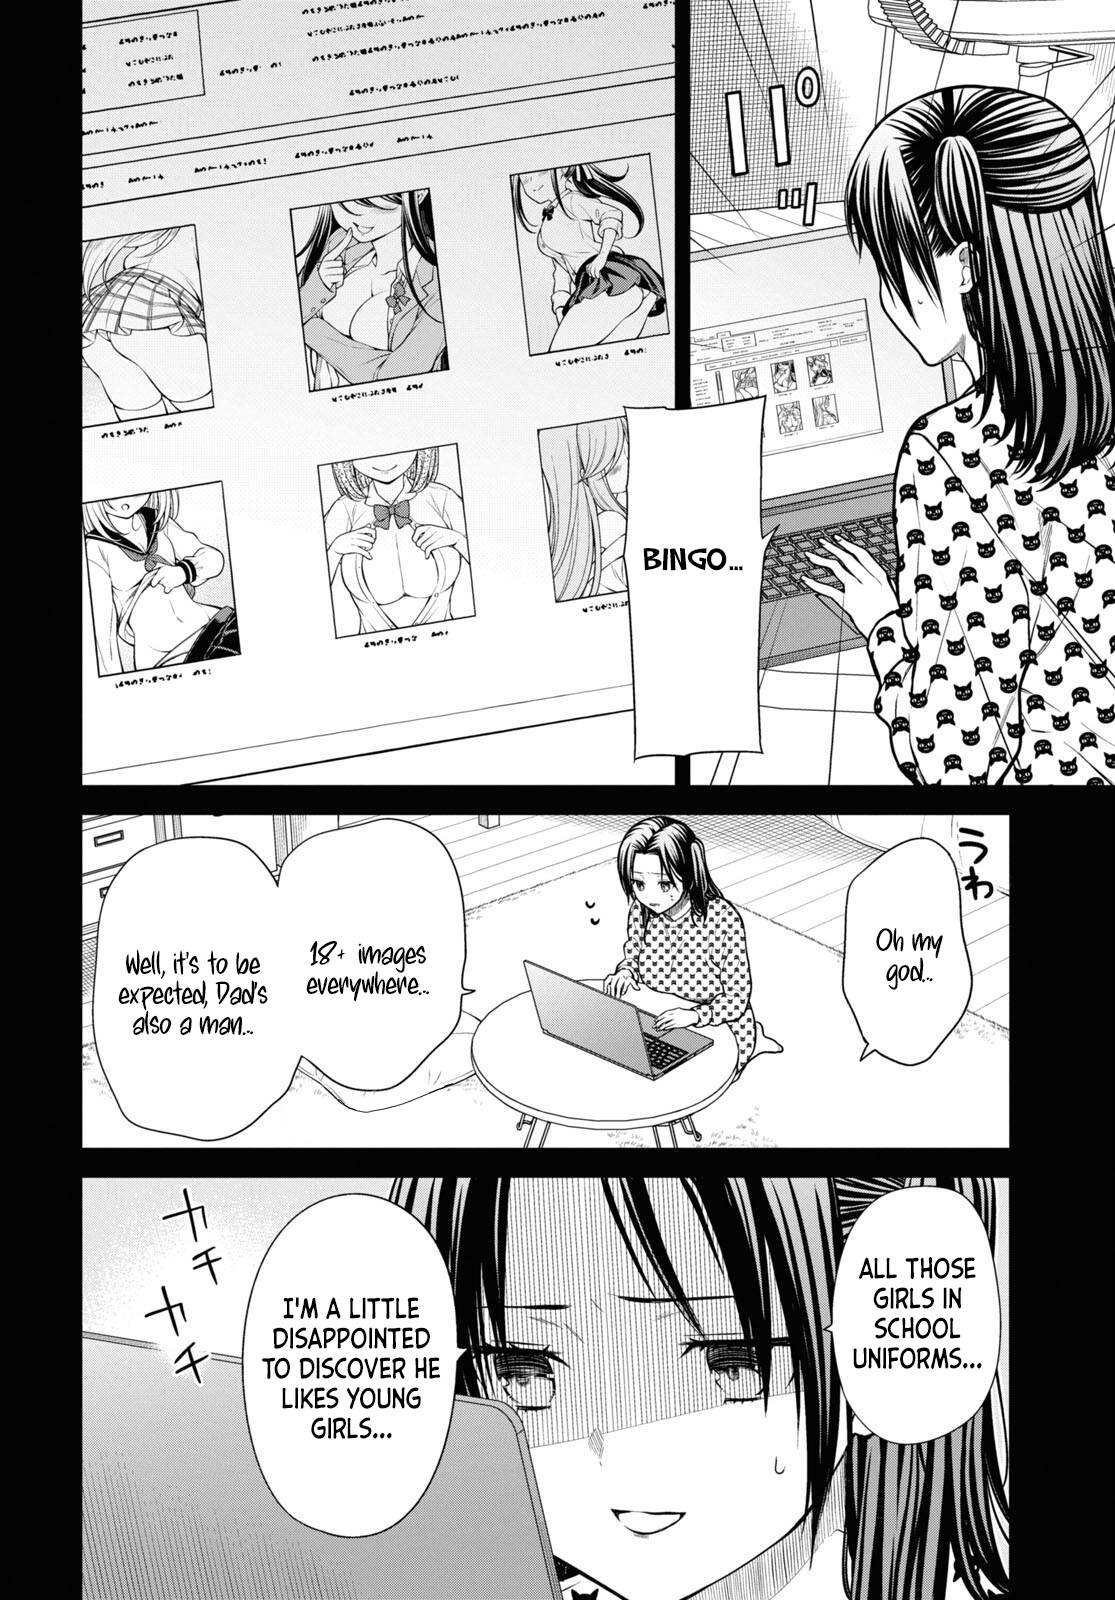 BINGO...
Oh my
god...
うわ
18+ images
everywhere...
Well, it's to be
expected, Dad's
also a man...
ALL THOSE
GIRLS IN
SCHOOL
UNIFORMS...
I'M A LITTLE
DISAPPOINTED
TO DISCOVER HE
LIKES YOUNG
GIRLS...
カチ
カチ